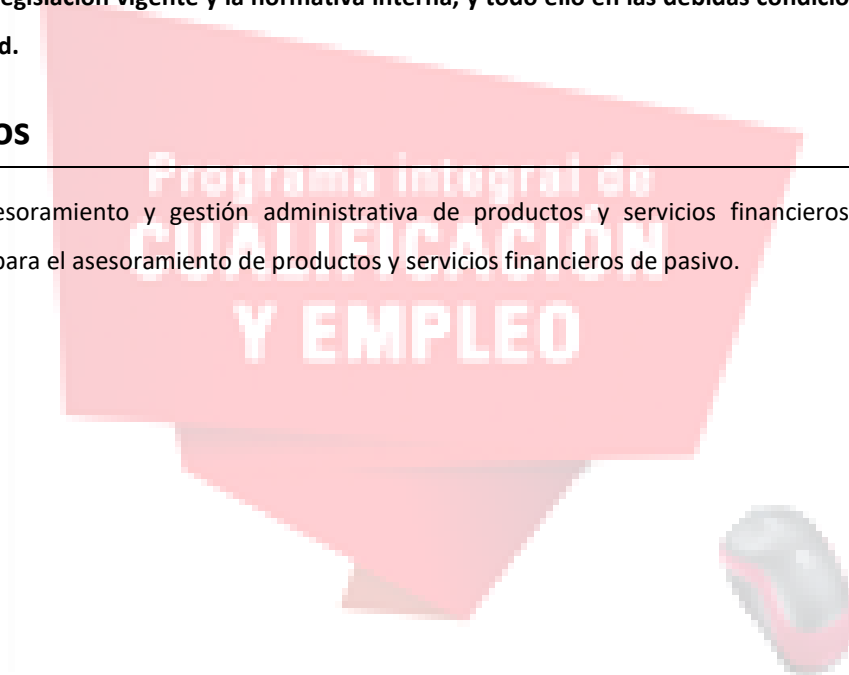 egislación vigente y la normativa interna, y todo ello en las debidas condicio
d.
os
Programa integral de
esoramiento y gestión administrativa de productos y servicios financieros
CUALIFICACIÓN
para el asesoramiento de productos y servicios financieros de pasivo.
Y EMPLEO